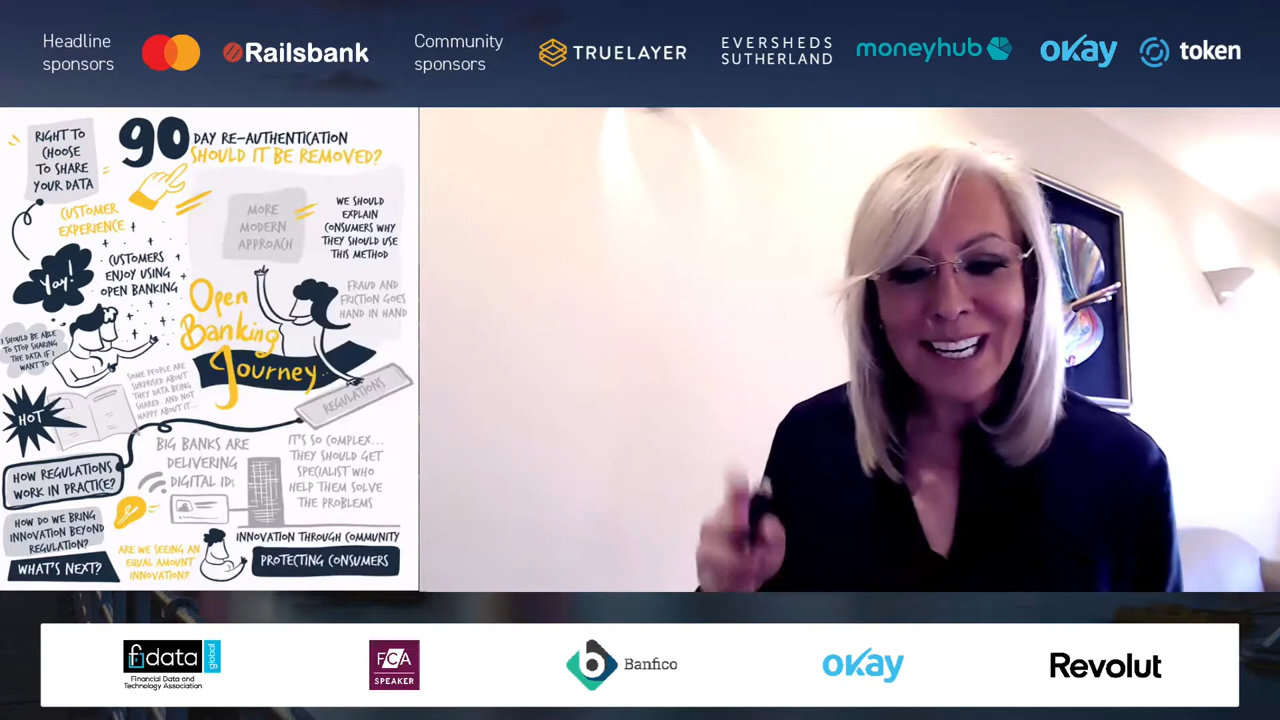 Headline
sponsors
Railsbank
Community
sponsors
TRUELAYER
EVERSHEDS
SUTHERLAND
moneyhub
OKay
token
RIGHT TO
CHOOSE
TO SHARE
YOUR DATA
90 DAY RE-AUTHENTICATION
SHOULD IT BE REMOVED?
CUSTOMER
EXPERIENCE
MORE
MODERN
APPROACH
WE SHOULD
EXPLAIN
CONSUMERS WHY
THEY SHOULD USE
THIS METHOD
Yay!
CUSTOMERS
ENJOY USING
OPEN BANKING
Open
Banking
Journey
FRAUD AND
FRICTION GOES
HAND IN HAND
I SHOULD BE ABLE
TO STOP SHARING
THE DATA IF I
WANT TO
SOME PEOPLE ARE
SURPRISED ABOUT
THEY DATA BEING
SHARED. AND NOT
HAPPY ABOUT IT...
REGULATIONS
HOT
BIG BANKS ARE
DELIVERING
DIGITAL IDs
IT'S SO COMPLEX...
THEY SHOULD GET
SPECIALIST WHO
HELP THEM SOLVE
THE PROBLEMS
HOW REGULATIONS
WORK IN PRACTICE?
HOW DO WE BRING
INNOVATION BEYOND
REGULATION?
WHAT'S NEXT?
ARE WE SEEING AN
EQUAL AMOUNT
INNOVATION?
INNOVATION THROUGH COMMUNITY
PROTECTING CONSUMERS
fdata
global
Financial Data and
Technology Association
FCA
SPEAKER
b
Banfico
OKay
Revolut